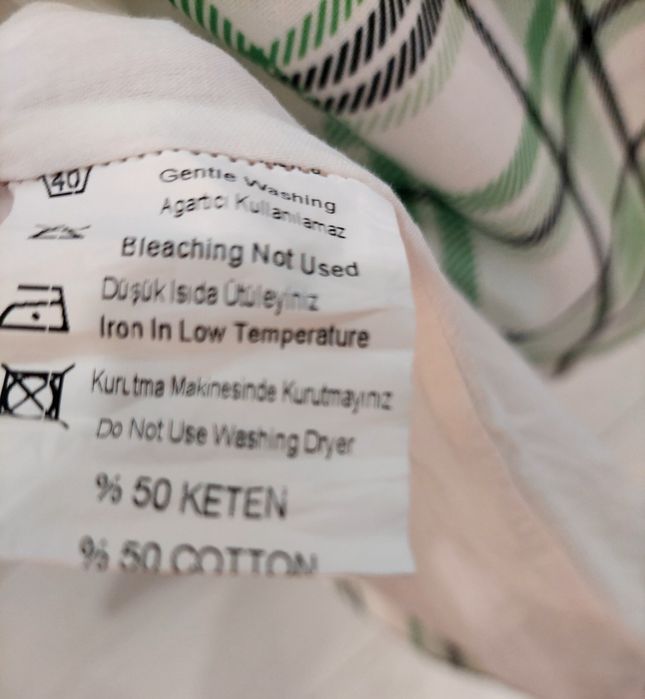 40
Gentle Washing
Agartıcı Kullanılamaz
Bleaching Not Used
Düşük Isıda Ütüleyiniz
Iron In Low Temperature
Kurutma Makinesinde Kurutmayınız
Do Not Use Washing Dryer
% 50 KETEN
% 50 COTTON